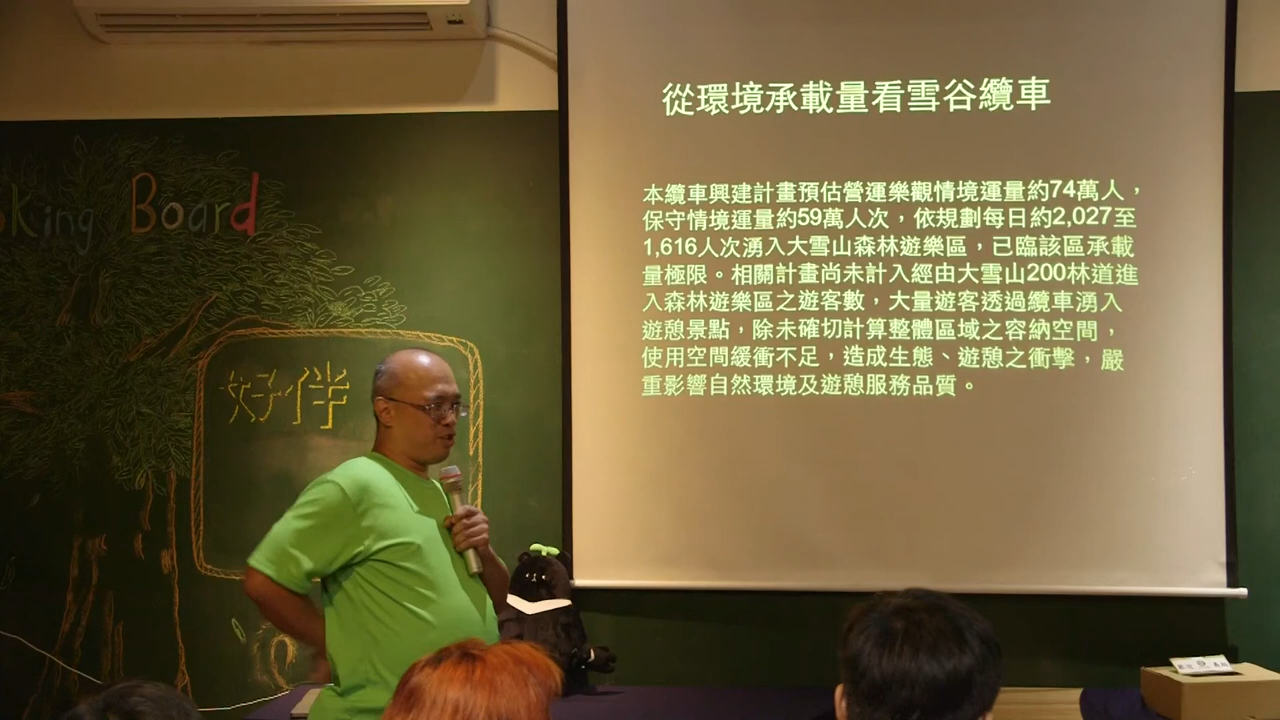 從環境承載量看雪谷纜車
本纜車興建計畫預估營運樂觀情境運量約74萬人，
保守情境運量約59萬人次，依規劃每日約2,027至
1,616人次湧入大雪山森林遊樂區，已臨該區承載
量極限。相關計畫尚未計入經由大雪山200林道進
入森林遊樂區之遊客數，大量遊客透過纜車湧入
遊憩景點，除未確切計算整體區域之容納空間，
使用空間緩衝不足，造成生態、遊憩之衝擊，嚴
重影響自然環境及遊憩服務品質。
king Board
好伴